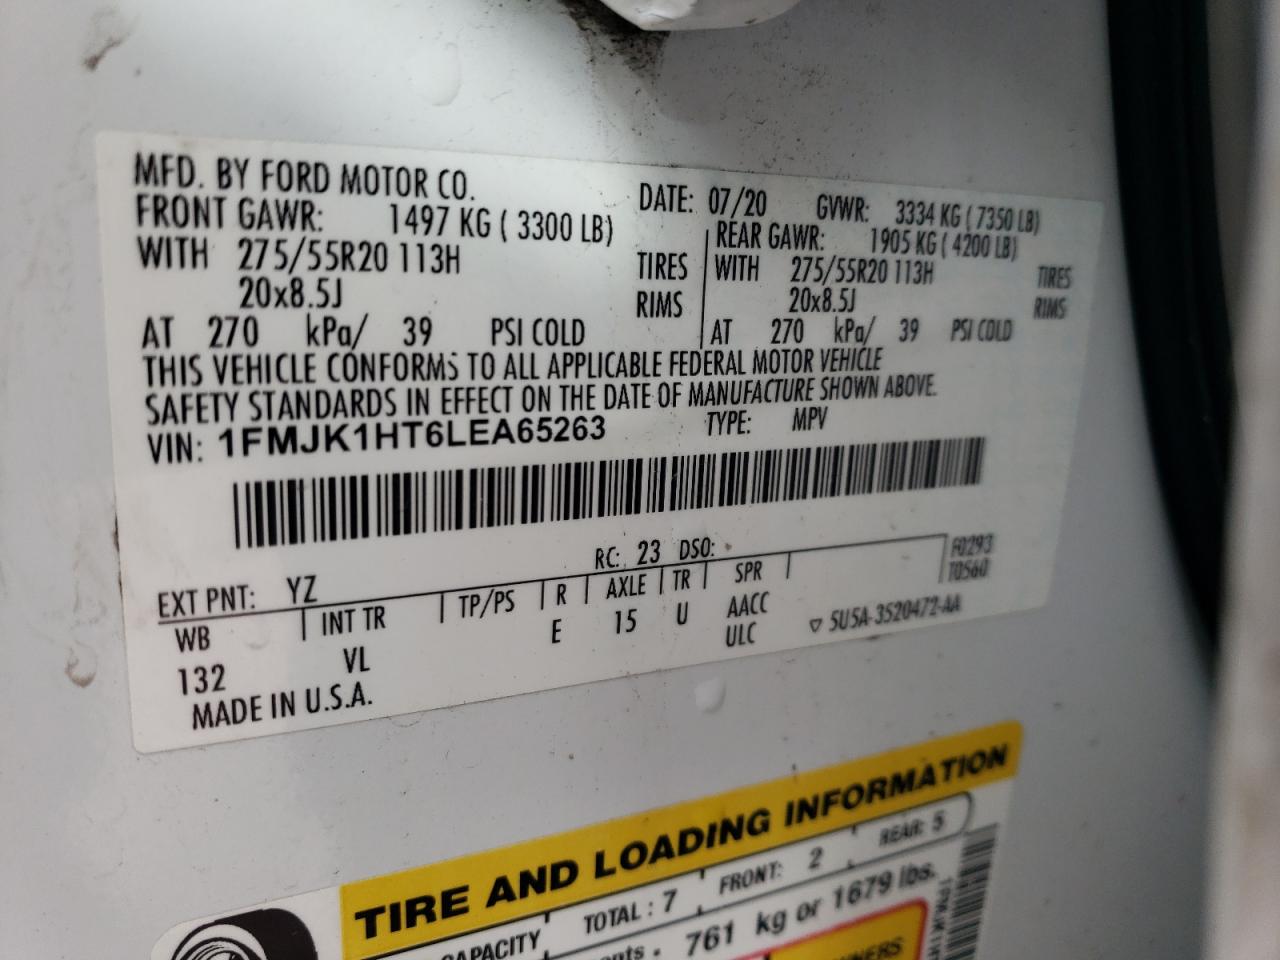 MFD. BY FORD MOTOR CO.
DATE: 07/20 GVWR: 3334 KG ( 7350 LB)
FRONT GAWR: 1497 KG ( 3300 LB) REAR GAWR: 1905 KG ( 4200 LB)
WITH 275/55R20 113H TIRES WITH 275/55R20 113H TIRES
20x8.5J RIMS 20x8.5J RIMS
AT 270 kPa/ 39 PSI COLD AT 270 kPa/ 39 PSI COLD
THIS VEHICLE CONFORMS TO ALL APPLICABLE FEDERAL MOTOR VEHICLE
SAFETY STANDARDS IN EFFECT ON THE DATE OF MANUFACTURE SHOWN ABOVE.
VIN: 1FMJK1HT6LEA65263 TYPE: MPV
RC: 23 DSO: F0293
EXT PNT: YZ T0560
WB INT TR TP/PS R AXLE TR SPR
132 VL E 15 U AACC
ULC ▽ 5U5A-3520472-AA
MADE IN U.S.A.
TIRE AND LOADING INFORMATION
CAPACITY TOTAL : 7 FRONT: 2 REAR: 5
761 kg or 1679 lbs.